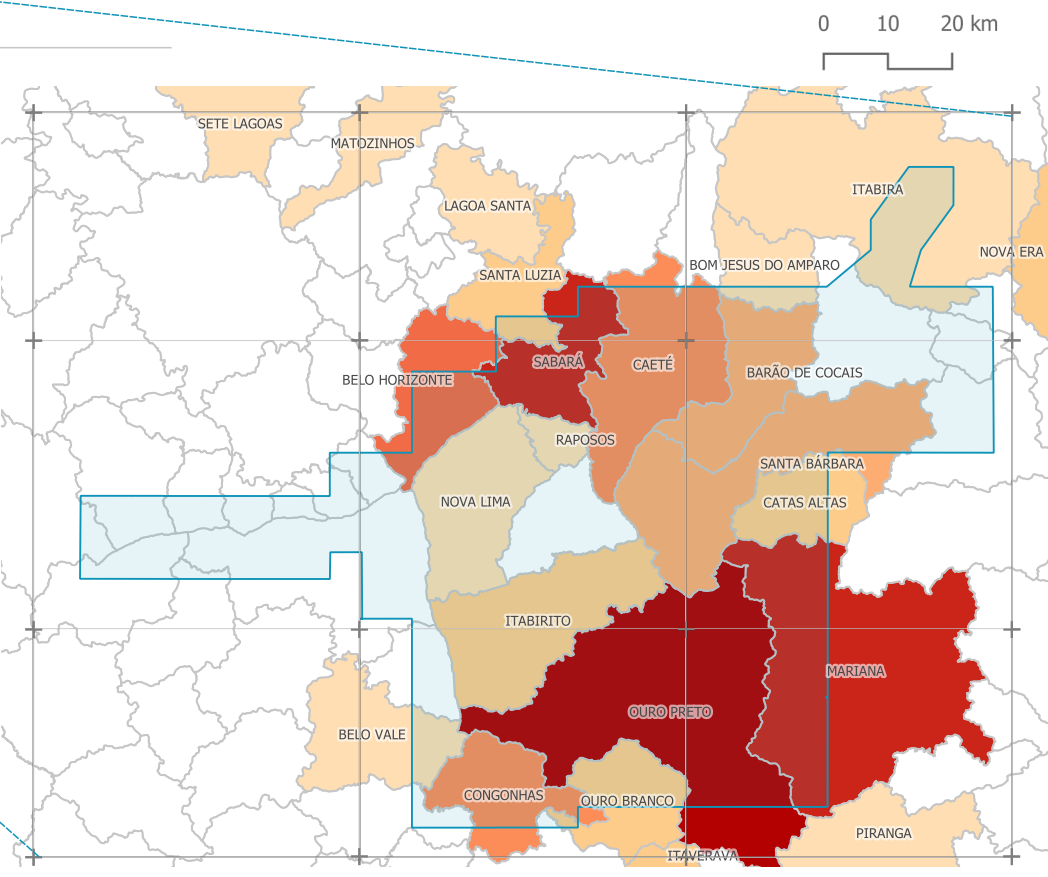 0 10 20 km
SETE LAGOAS
MATOZINHOS
ITABIRA
LAGOA SANTA
NOVA ERA
BOM JESUS DO AMPARO
SANTA LUZIA
SABARÁ
CAETÉ
BARÃO DE COCAIS
BELO HORIZONTE
RAPOSOS
SANTA BÁRBARA
NOVA LIMA
CATAS ALTAS
ITABIRITO
MARIANA
OURO PRETO
BELO VALE
CONGONHAS
OURO BRANCO
PIRANGA
ITAVERAVA